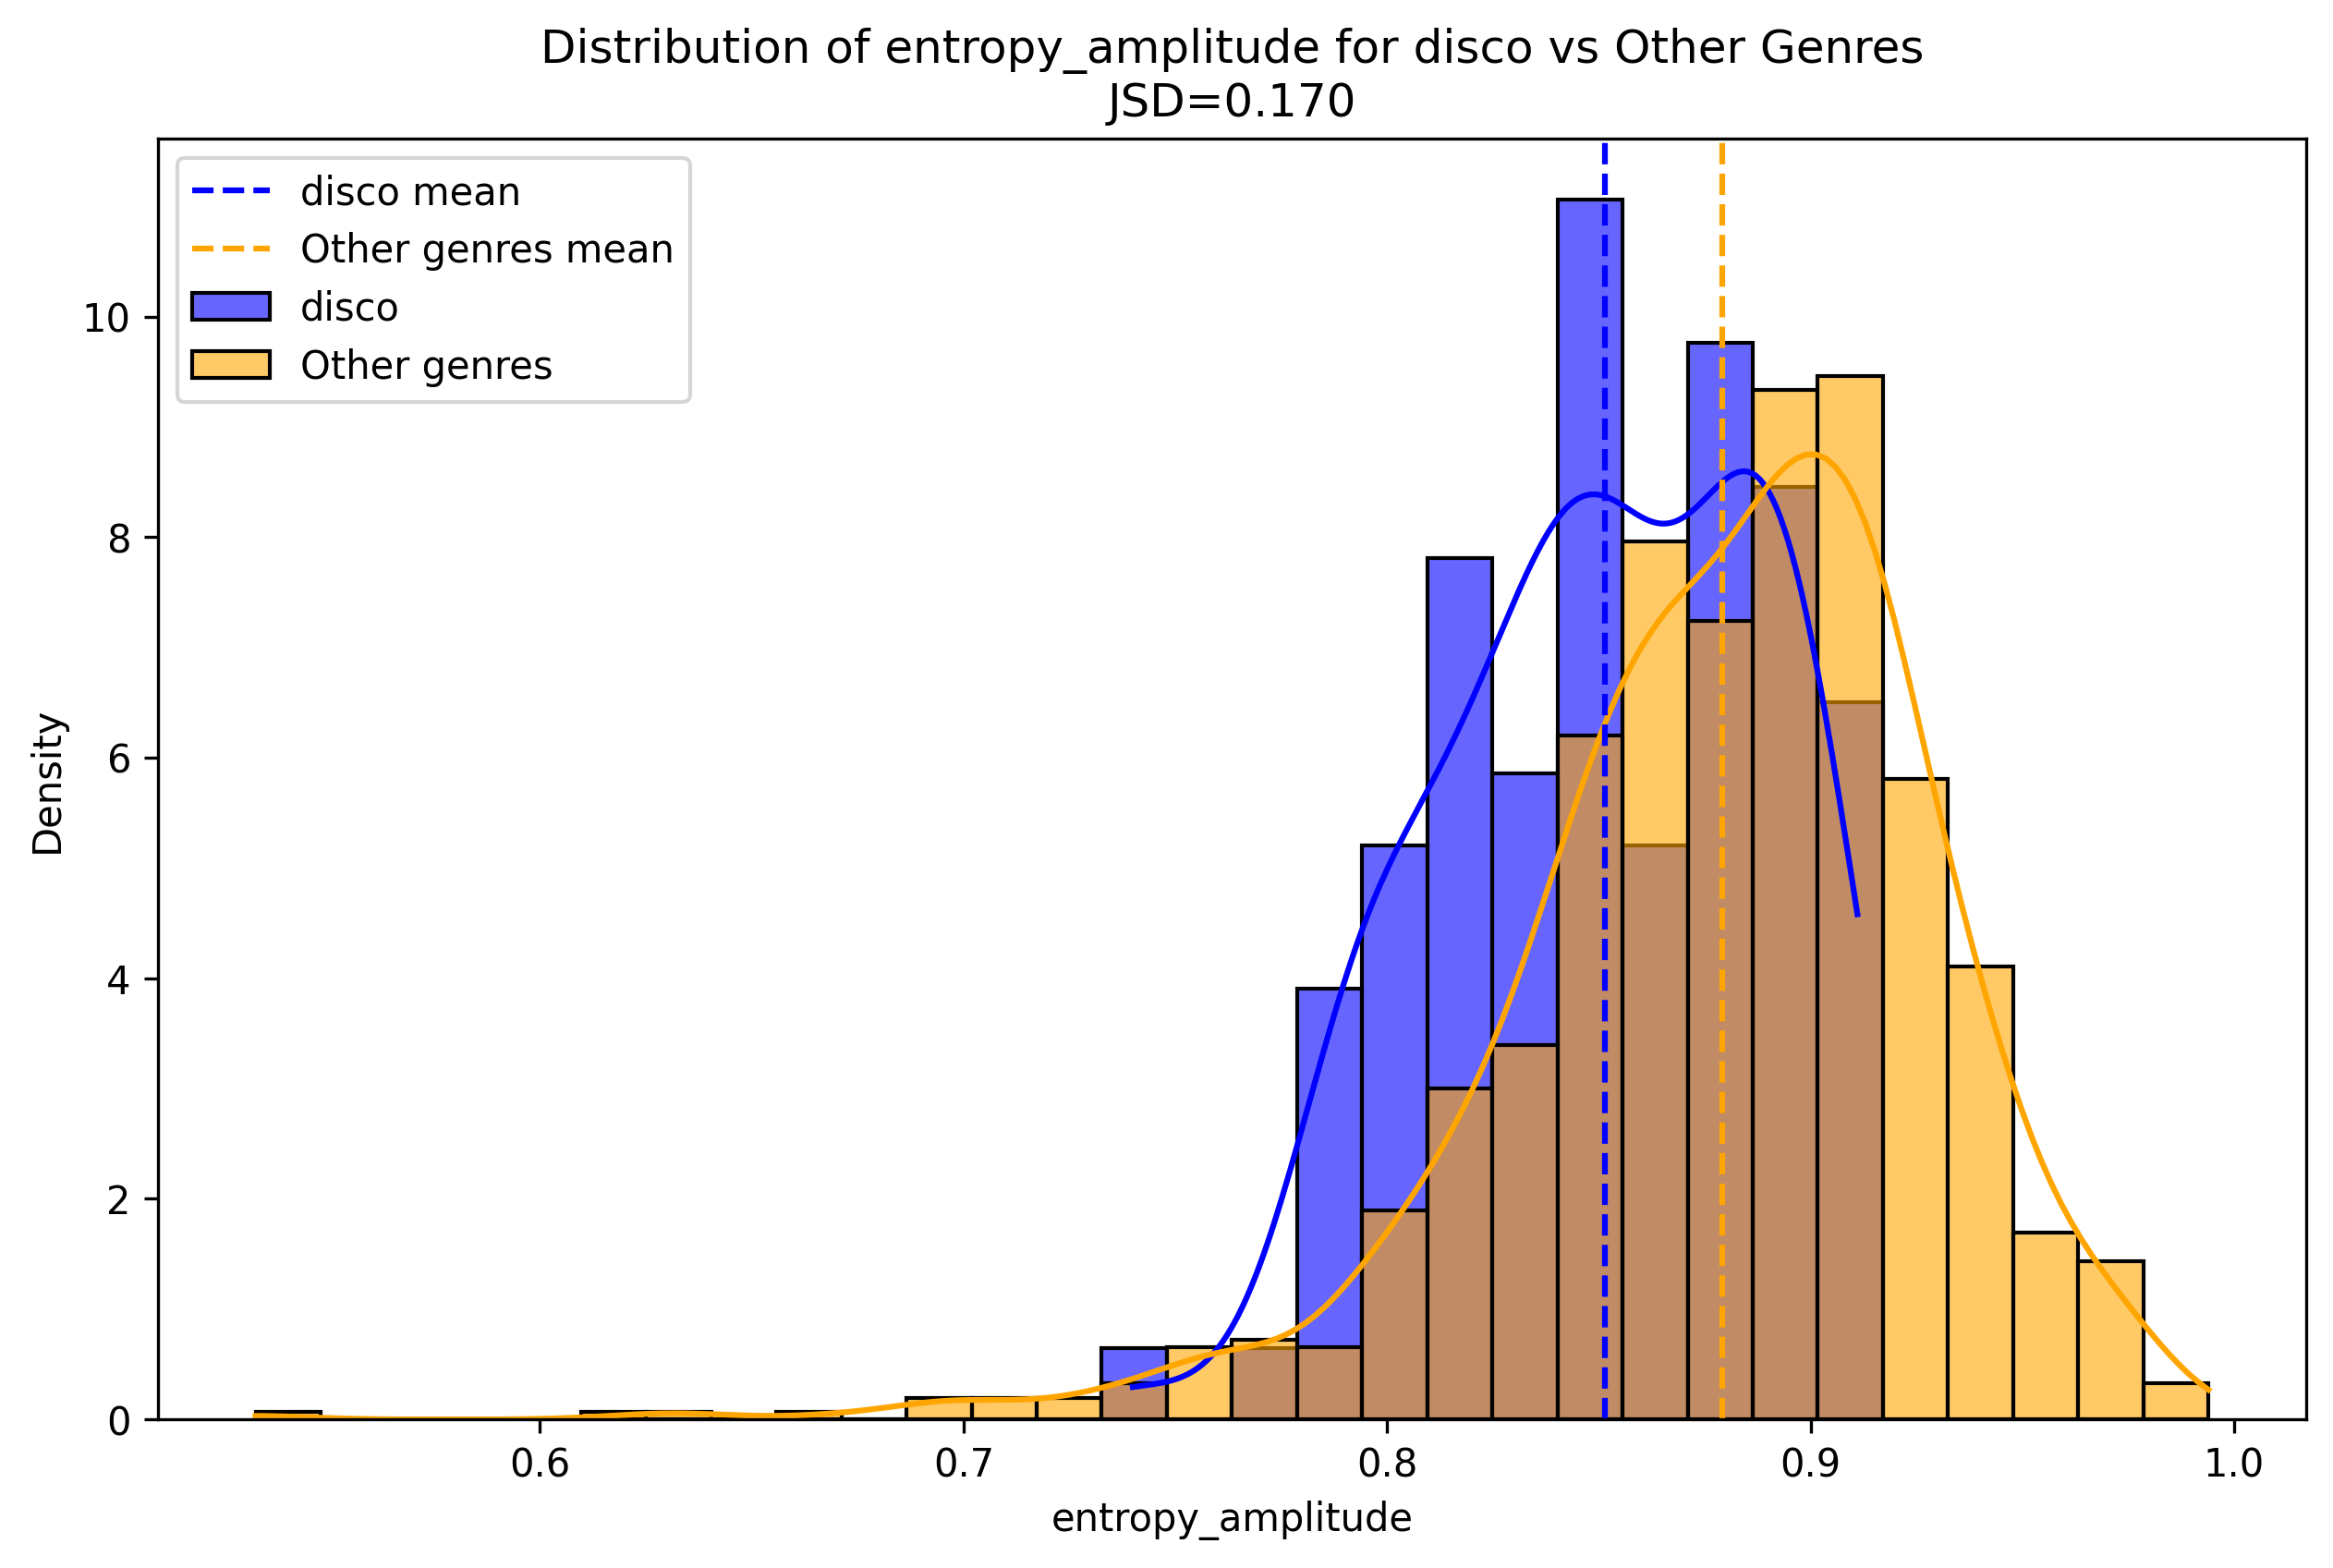 Distribution of entropy_amplitude for disco vs Other Genres
JSD=0.170
disco mean
Other genres mean
disco
Other genres
Density
10
8
6
4
2
0
0.6
0.7
0.8
0.9
1.0
entropy_amplitude